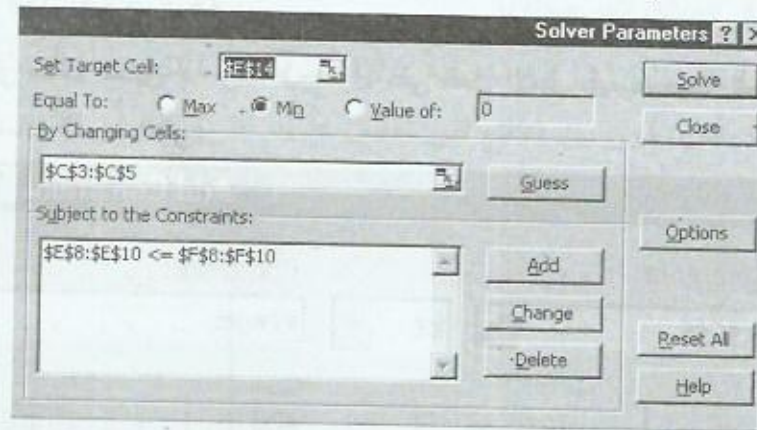 Solver Parameters ? X
Set Target Cell: $E$14
Solve
Equal To: Max Min Value of: 0
Close
By Changing Cells:
$C$3:$C$5
Guess
Subject to the Constraints:
Options
$E$8:$E$10 <= $F$8:$F$10
Add
Change
Reset All
Delete
Help